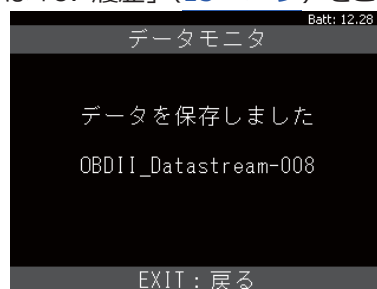 Batt: 12.28
データモニタ
データを保存しました
OBDII_Datastream-008
EXIT：戻る